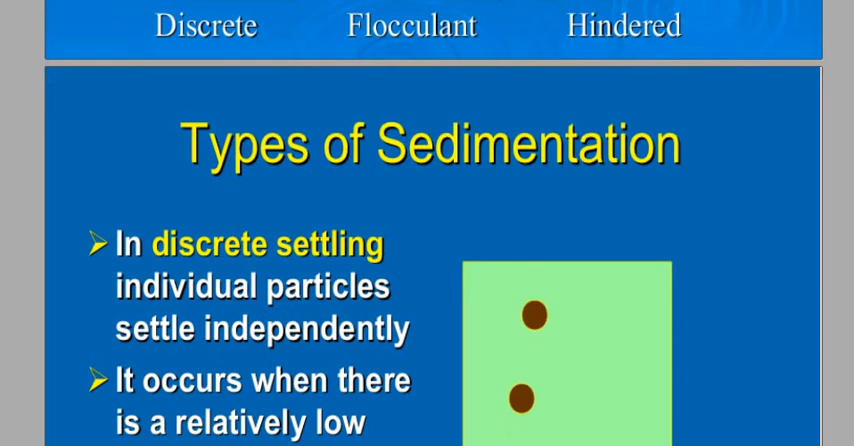 Discrete Flocculant Hindered
Types of Sedimentation
In discrete settling
individual particles
settle independently
It occurs when there
is a relatively low